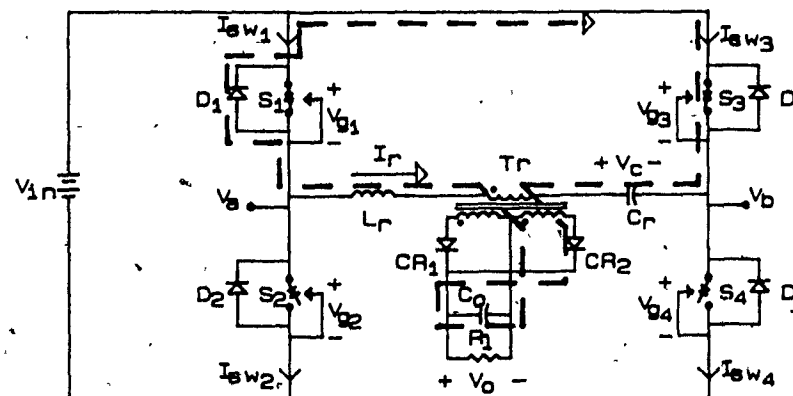 Isw1 Isw3
D1 S1 + Vg1 - + Vg3 - S3 D
Vin
Ir Tr + Vc -
Va Lr Cr Vb
CR1 CR2
D2 S2 + Vg2 - + Vg4 - S4 D
Co
R1
Isw2 + Vo - Isw4